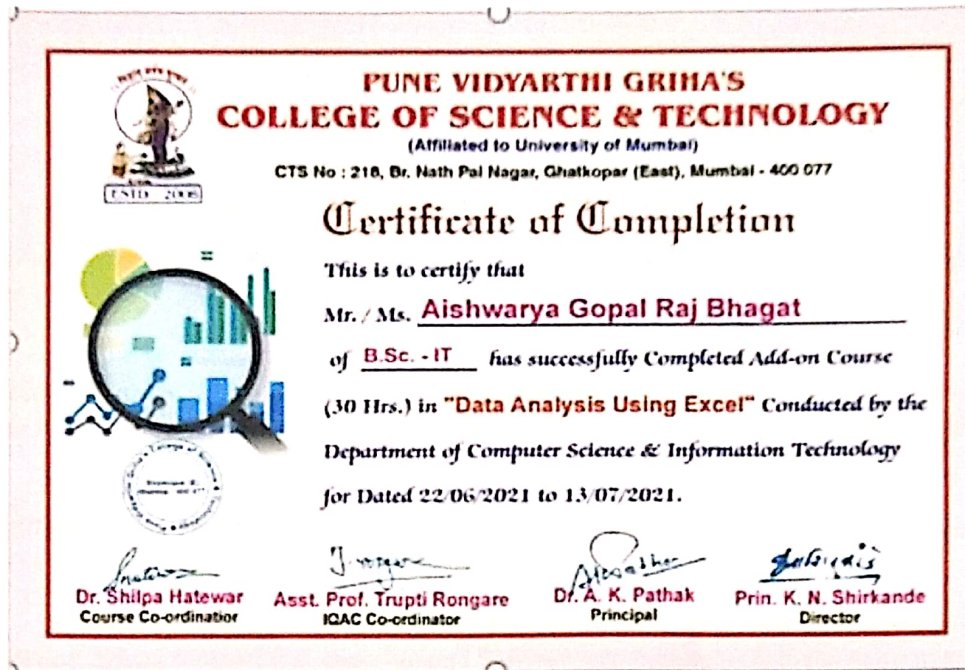 PUNE VIDYARTHI GRIHA'S
COLLEGE OF SCIENCE & TECHNOLOGY
(Affiliated to University of Mumbai)
CTS No : 218, Br. Nath Pai Nagar, Ghatkopar (East), Mumbai - 400 077
ESTD 2006
Certificate of Completion
This is to certify that
Mr. / Ms. Aishwarya Gopal Raj Bhagat
of B.Sc. - IT has successfully Completed Add-on Course
(30 Hrs.) in "Data Analysis Using Excel" Conducted by the
Department of Computer Science & Information Technology
for Dated 22/06/2021 to 13/07/2021.
Dr. Shilpa Hatewar
Course Co-ordinatior
Asst. Prof. Trupti Rongare
IQAC Co-ordinator
Dr. A. K. Pathak
Principal
Prin. K. N. Shirkande
Director